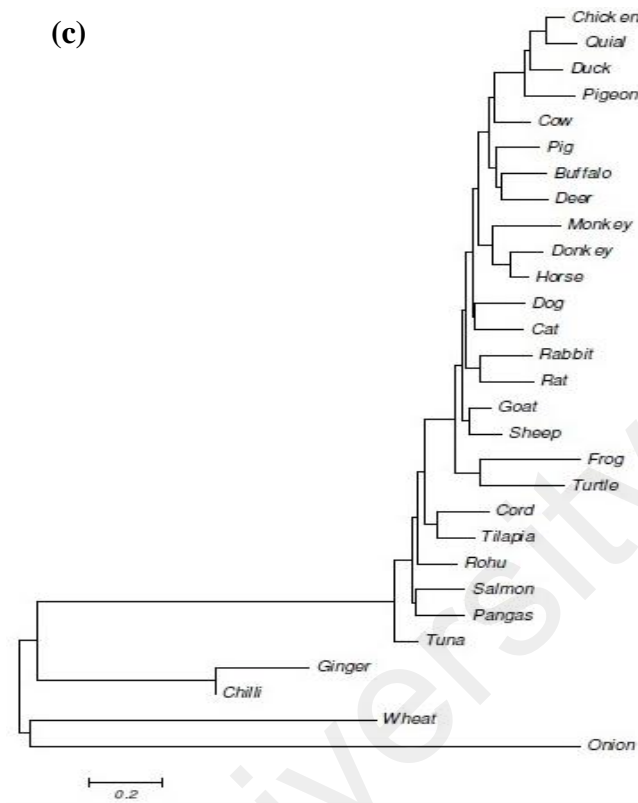 (c)
Chicken
Quial
Duck
Pigeon
Cow
Pig
Buffalo
Deer
Monkey
Donkey
Horse
Dog
Cat
Rabbit
Rat
Goat
Sheep
Frog
Turtle
Cord
Tilapia
Rohu
Salmon
Pangas
Tuna
Ginger
Chilli
Wheat
Onion
0.2